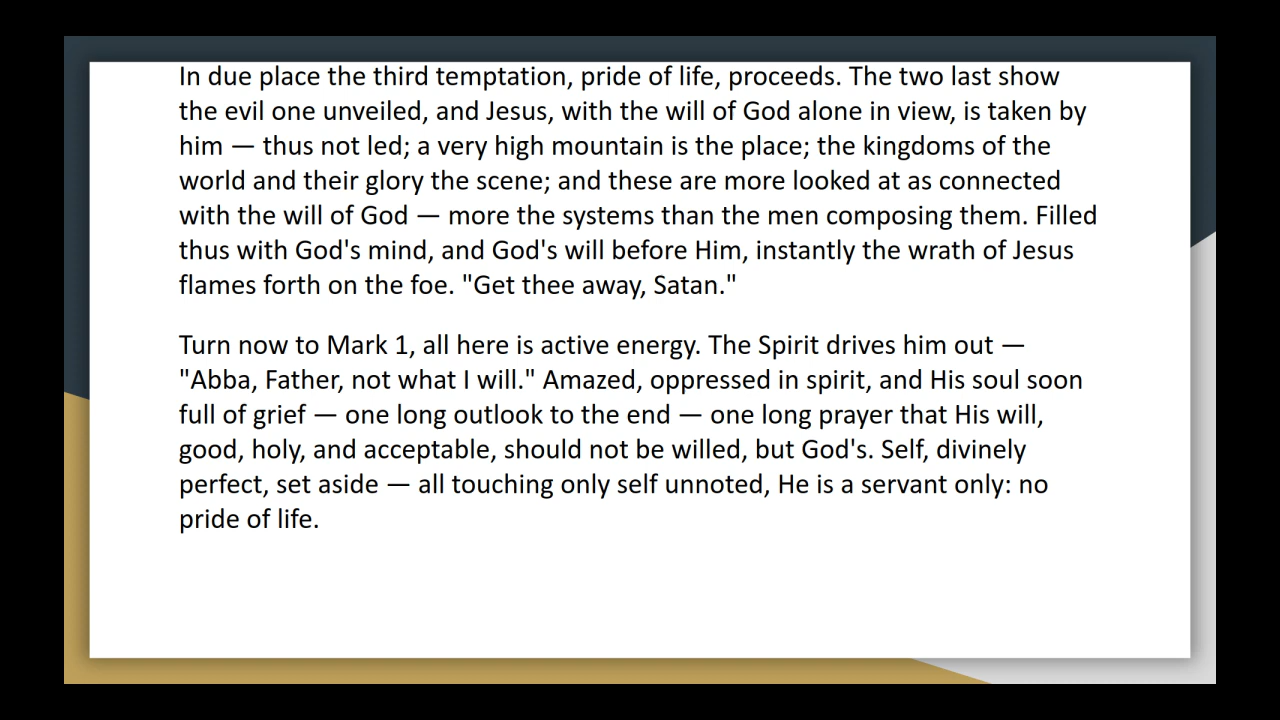 In due place the third temptation, pride of life, proceeds. The two last show
the evil one unveiled, and Jesus, with the will of God alone in view, is taken by
him — thus not led; a very high mountain is the place; the kingdoms of the
world and their glory the scene; and these are more looked at as connected
with the will of God — more the systems than the men composing them. Filled
thus with God's mind, and God's will before Him, instantly the wrath of Jesus
flames forth on the foe. "Get thee away, Satan."
Turn now to Mark 1, all here is active energy. The Spirit drives him out —
"Abba, Father, not what I will." Amazed, oppressed in spirit, and His soul soon
full of grief — one long outlook to the end — one long prayer that His will,
good, holy, and acceptable, should not be willed, but God's. Self, divinely
perfect, set aside — all touching only self unnoted, He is a servant only: no
pride of life.